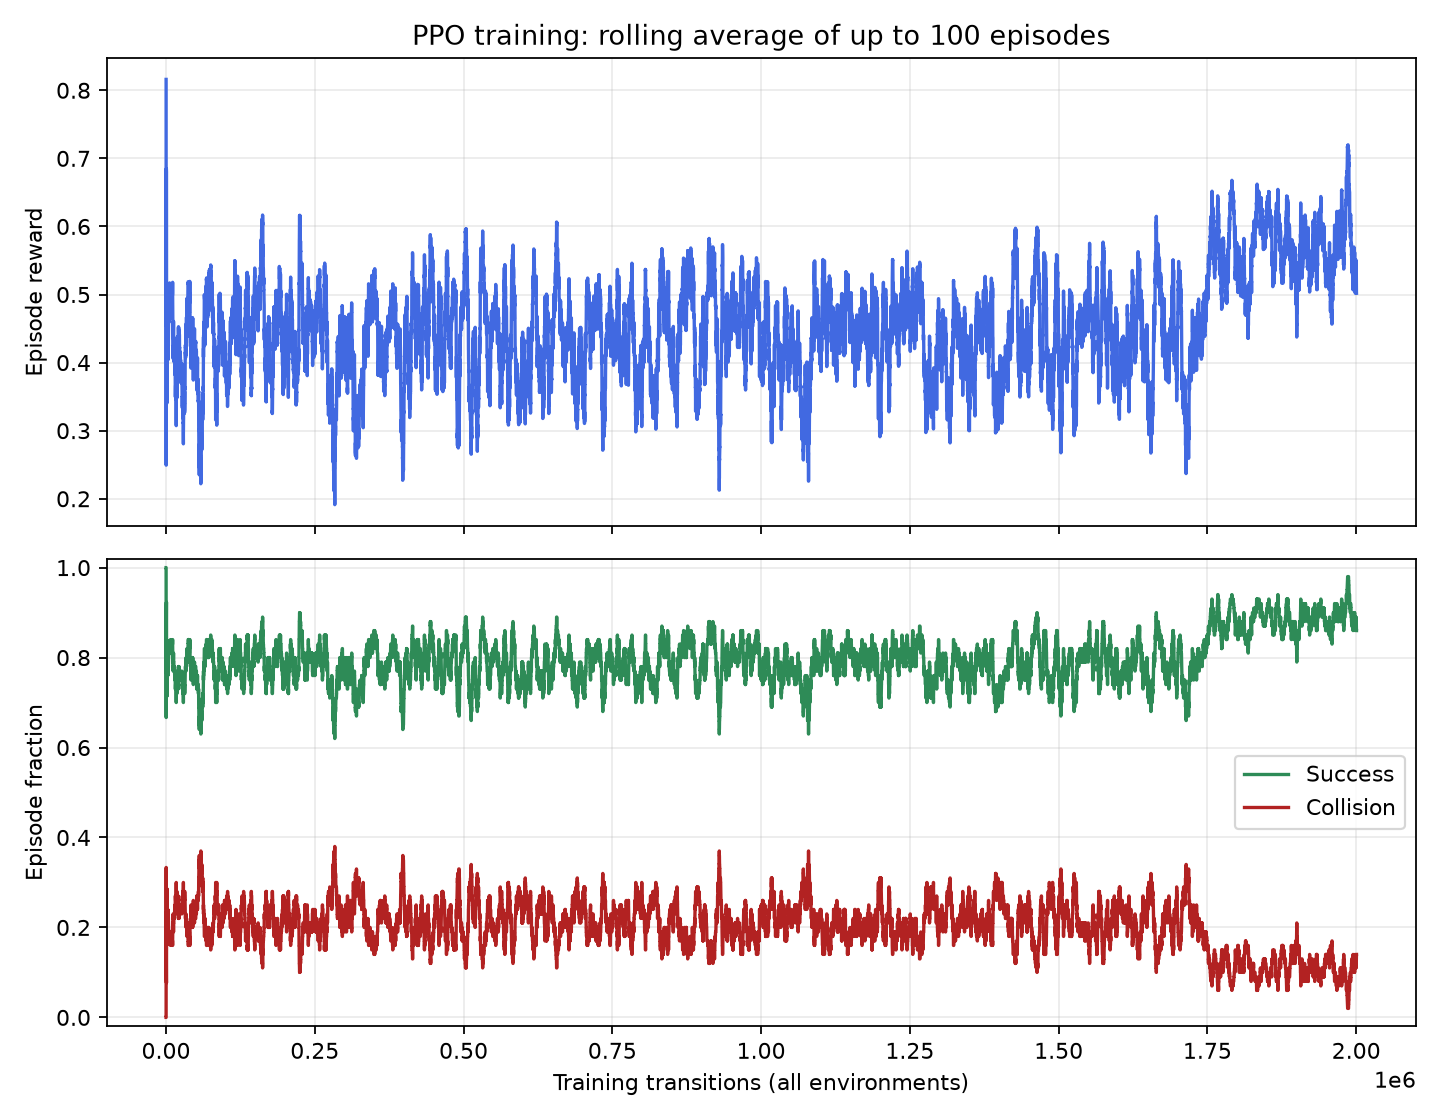 PPO training: rolling average of up to 100 episodes
Episode reward
0.8
0.7
0.6
0.5
0.4
0.3
0.2
Episode fraction
1.0
0.8
0.6
0.4
0.2
0.0
Success
Collision
0.00 0.25 0.50 0.75 1.00 1.25 1.50 1.75 2.00
1e6
Training transitions (all environments)